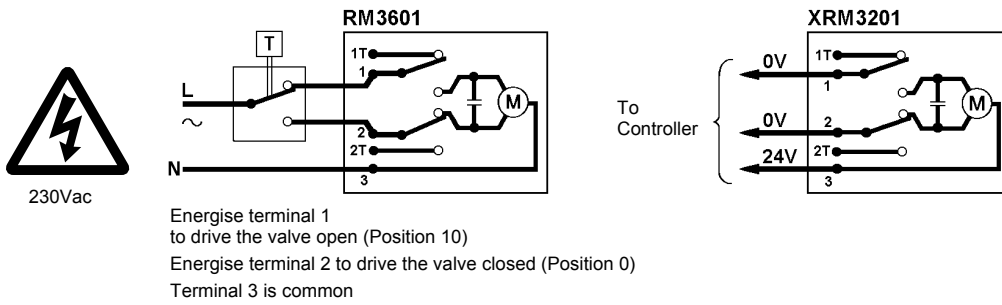 RM3601
XRM3201
T
L
N
1T
1
2
2T
3
M
230Vac
To
Controller
0V
0V
24V
1T
1
2
2T
3
M
Energise terminal 1
to drive the valve open (Position 10)
Energise terminal 2 to drive the valve closed (Position 0)
Terminal 3 is common